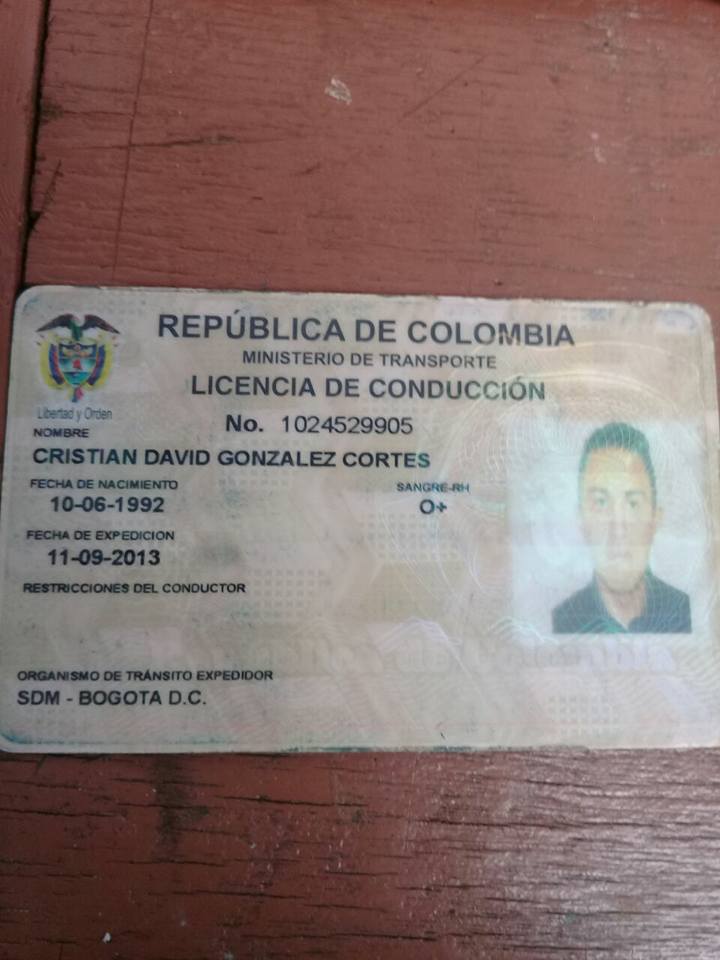 REPÚBLICA DE COLOMBIA
MINISTERIO DE TRANSPORTE
LICENCIA DE CONDUCCIÓN
Libertad y Orden
No. 1024529905
NOMBRE
CRISTIAN DAVID GONZALEZ CORTES
FECHA DE NACIMIENTO
10-06-1992
SANGRE-RH
O+
FECHA DE EXPEDICION
11-09-2013
RESTRICCIONES DEL CONDUCTOR
ORGANISMO DE TRÁNSITO EXPEDIDOR
SDM - BOGOTA D.C.